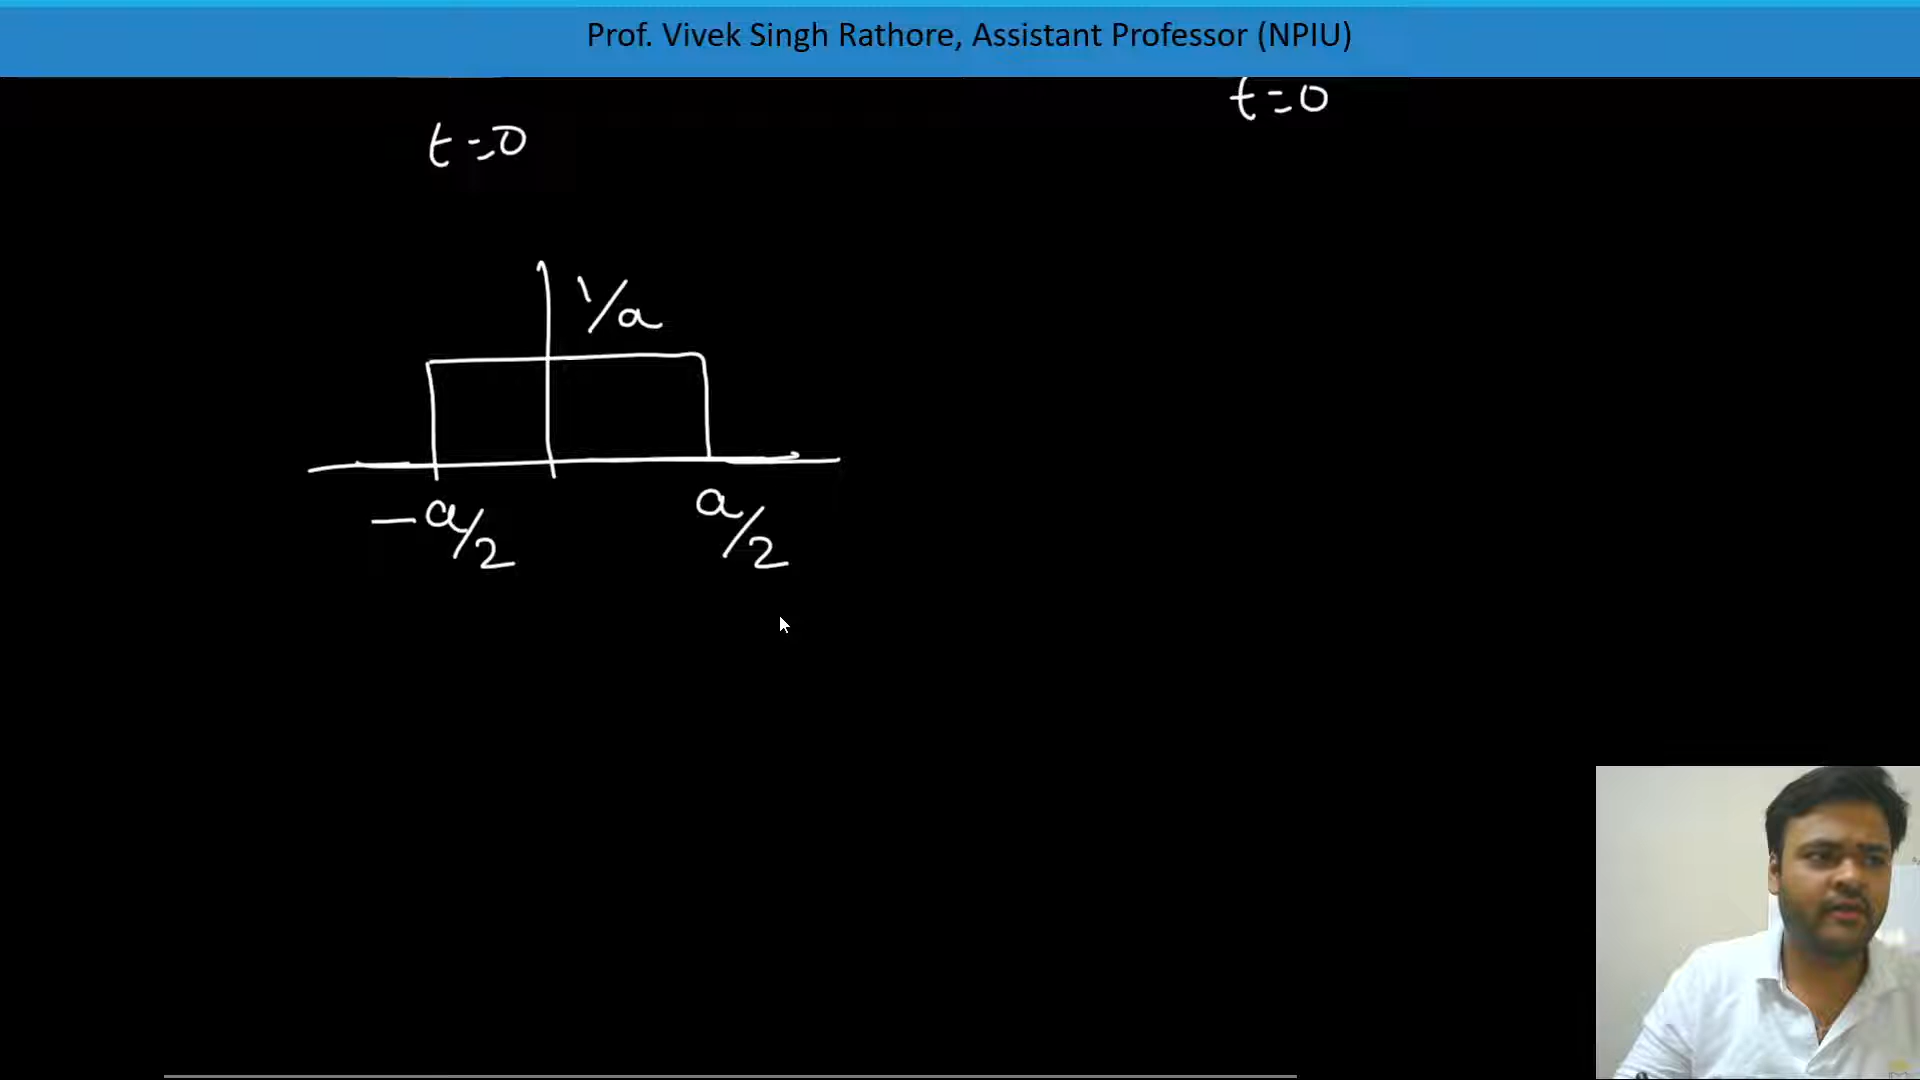 Prof. Vivek Singh Rathore, Assistant Professor (NPIU)
t=0
t=0
1/a
-a/2
a/2